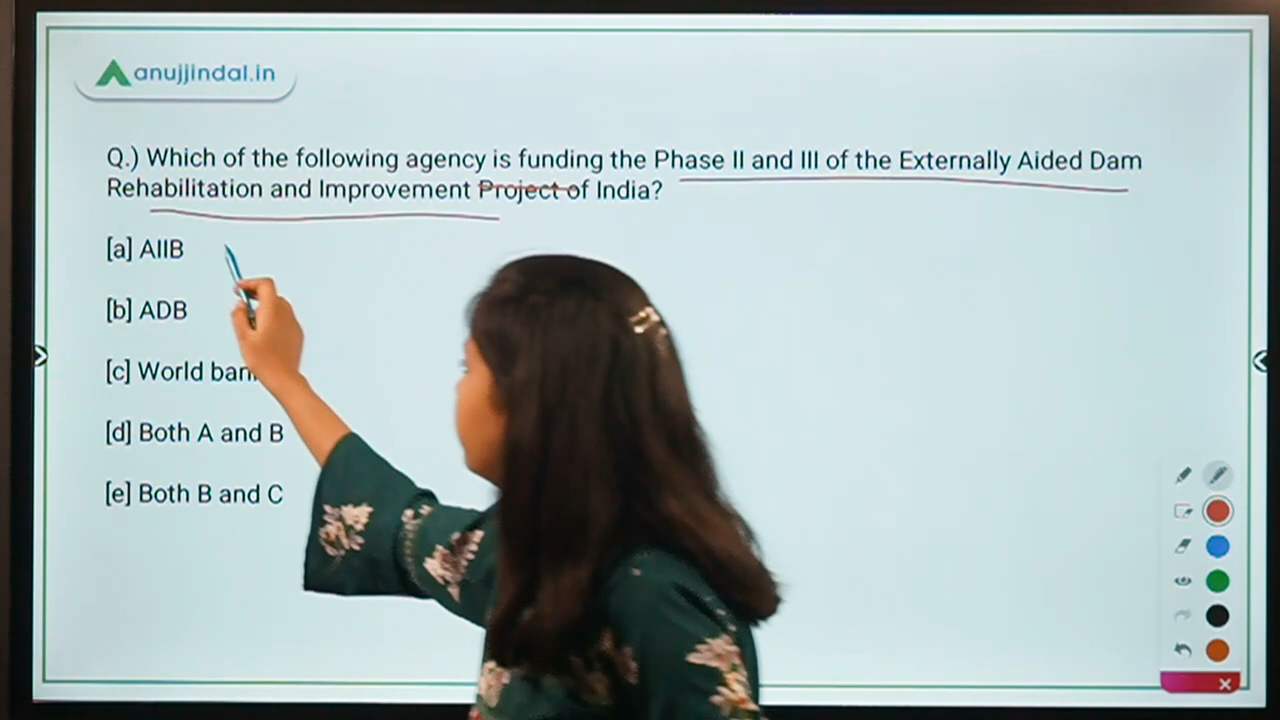 anujjindal.in
Q.) Which of the following agency is funding the Phase II and III of the Externally Aided Dam
Rehabilitation and Improvement Project of India?
[a] AIIB
[b] ADB
[c] World
[d] Both A and B
[e] Both B and C